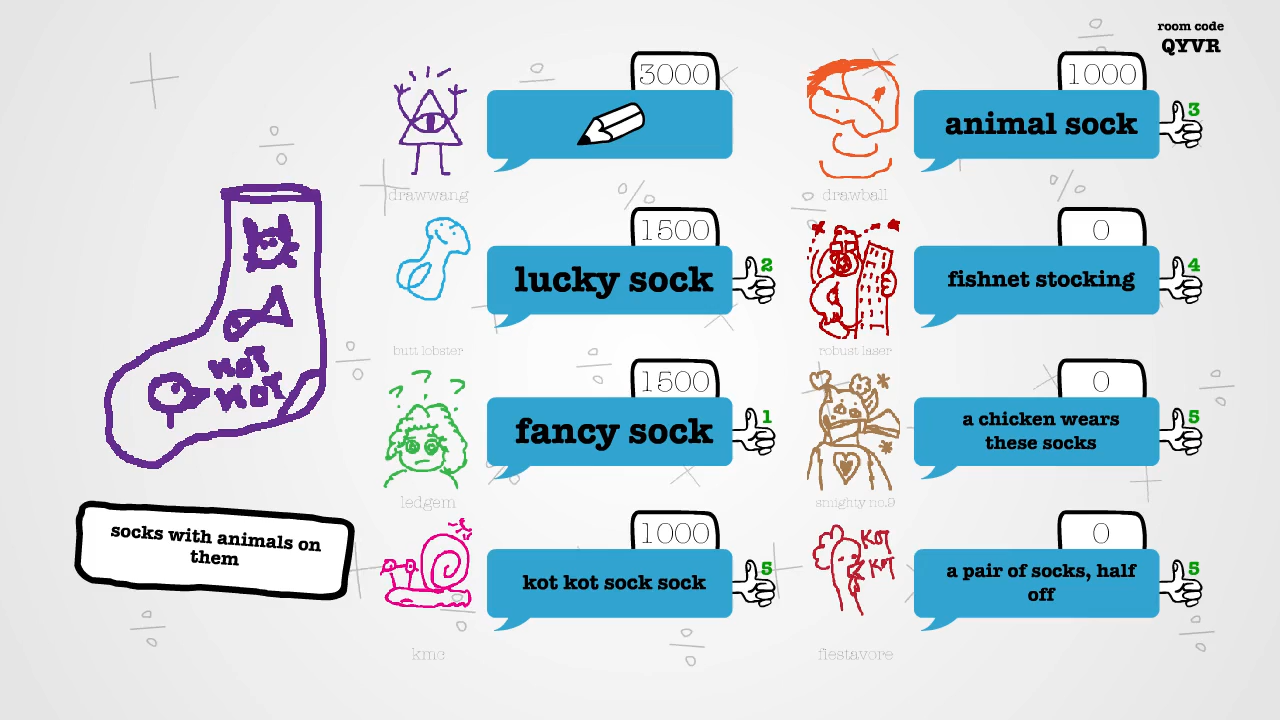 room code
QYVR
KOT
KOT
socks with animals on
them
3000
drawwang
1500
lucky sock
2
butt lobster
1500
fancy sock
1
ledgem
1000
kot kot sock sock
5
kmc
1000
animal sock
3
drawball
0
fishnet stocking
4
robust laser
0
a chicken wears
these socks
5
smighty no.9
KOT
KOT
0
a pair of socks, half
off
5
fiestavore